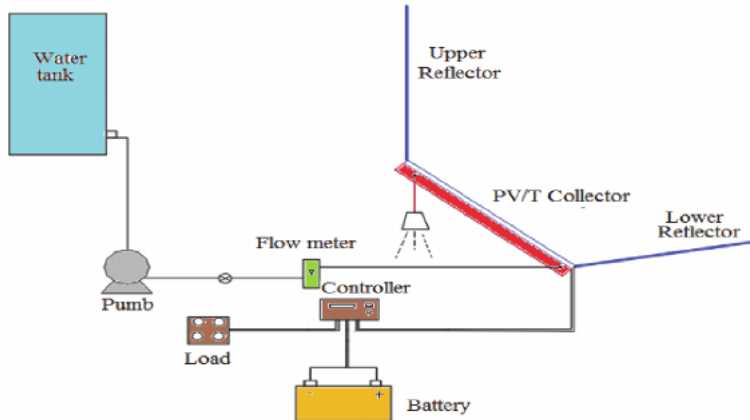 Water
tank
Upper
Reflector
PV/T Collector
Lower
Reflector
Flow meter
Controller
Pumb
Load
- +
Battery